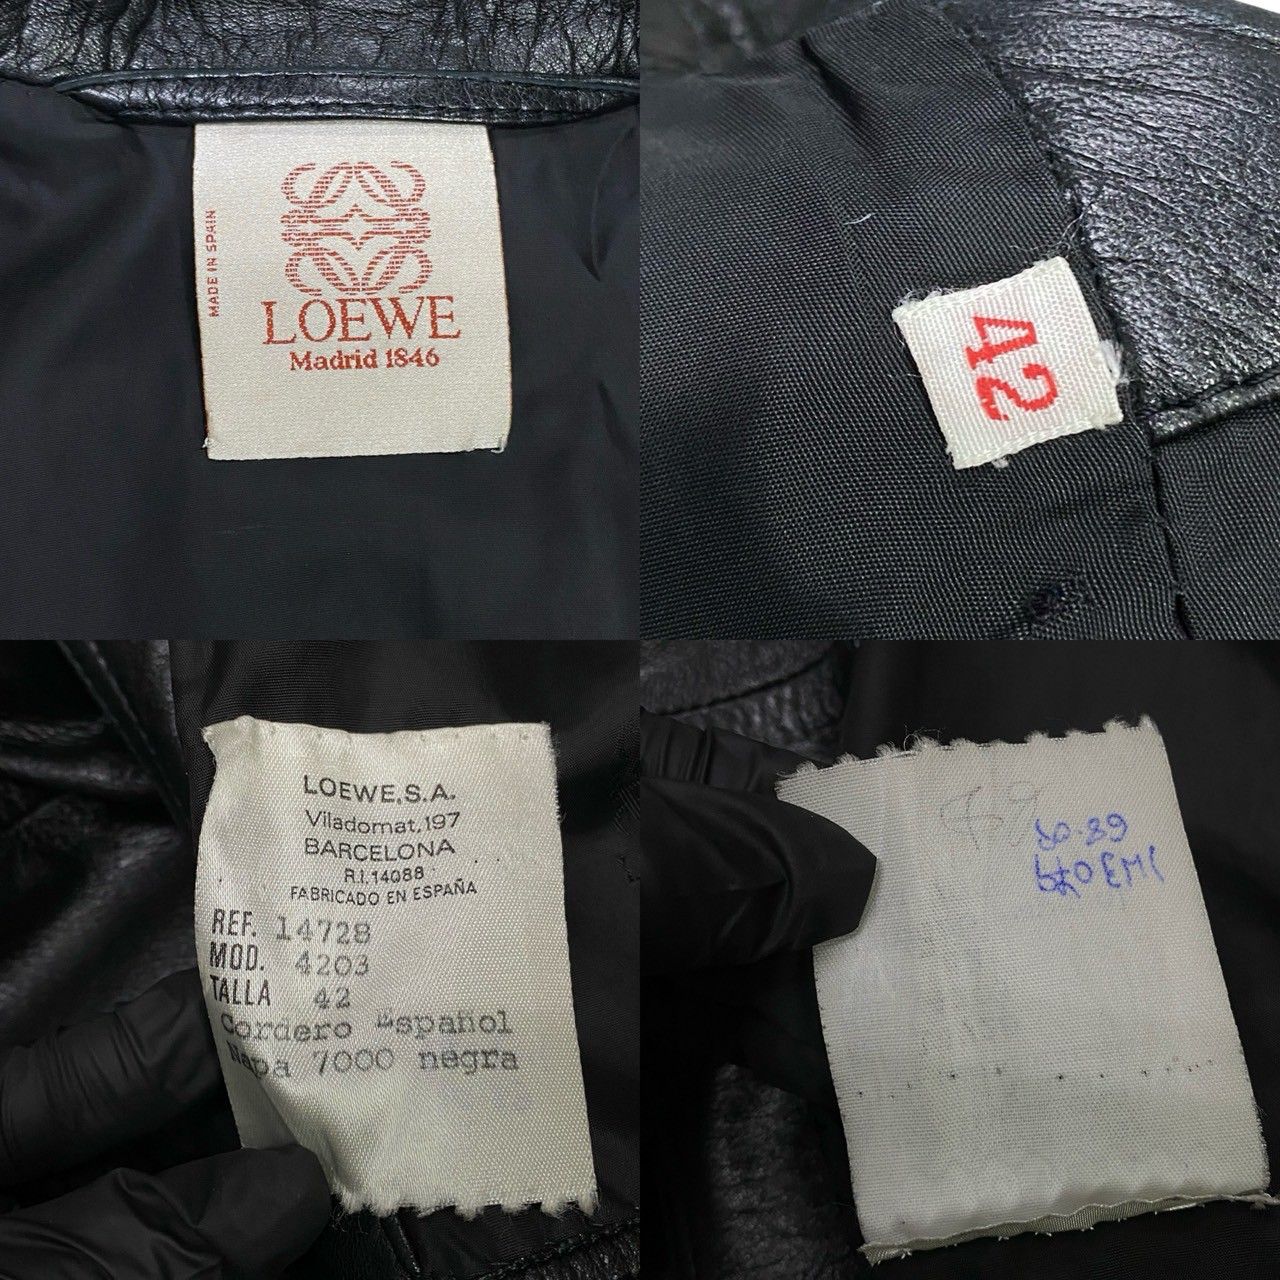 MADE IN SPAIN
LOEWE
Madrid 1846
42
LOEWE, S.A.
Viladomat, 197
BARCELONA
R.I. 14088
FABRICADO EN ESPAÑA
REF. 14728
MOD. 4203
TALLA 42
Cordero Español
Napa 7000 negra